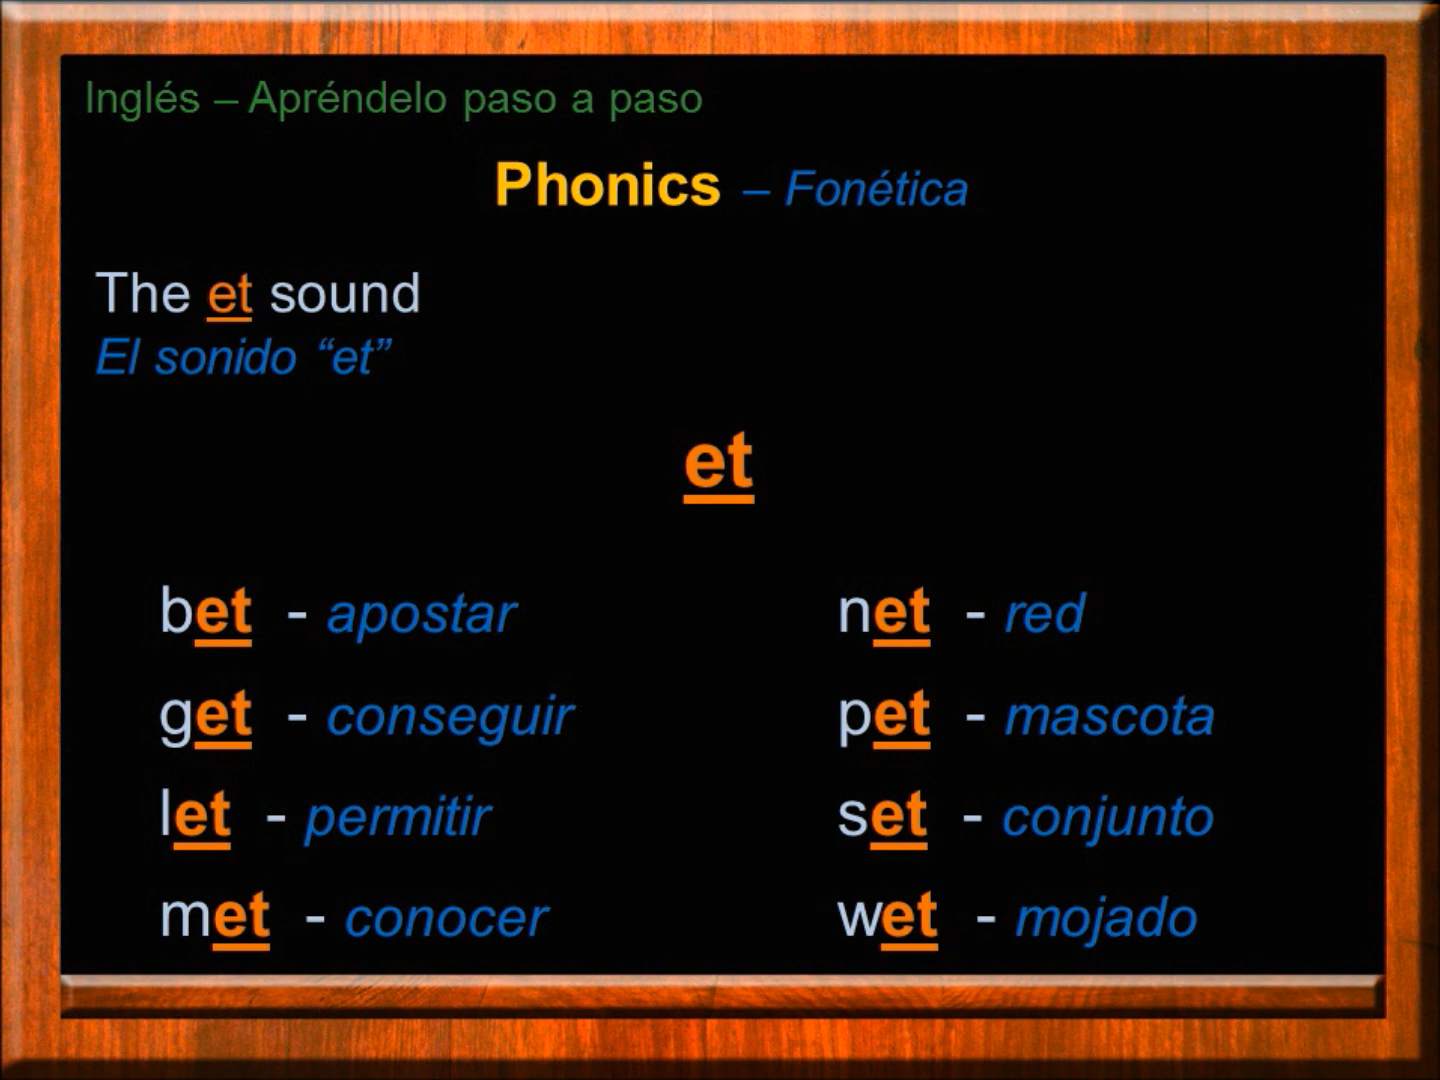 Inglés – Apréndelo paso a paso
Phonics – Fonética
The et sound
El sonido “et”
et
bet - apostar
get - conseguir
let - permitir
met - conocer
net - red
pet - mascota
set - conjunto
wet - mojado